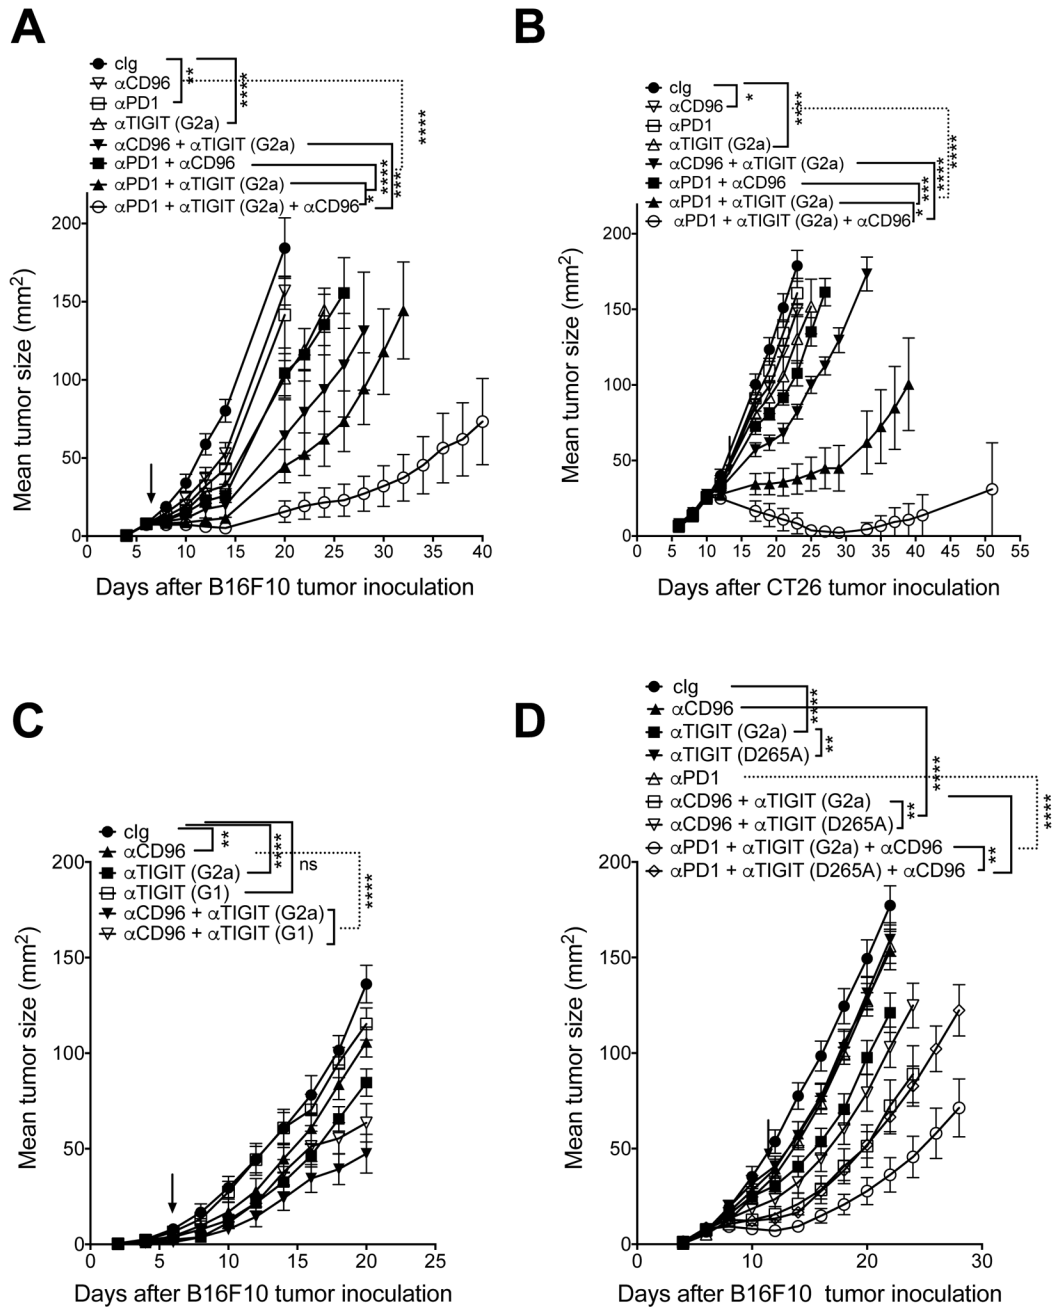 A
cIg
αCD96
αPD1
αTIGIT (G2a)
αCD96 + αTIGIT (G2a)
αPD1 + αCD96
αPD1 + αTIGIT (G2a)
αPD1 + αTIGIT (G2a) + αCD96
**
****
****
****
***
*
Mean tumor size (mm²)
200
150
100
50
0
0 5 10 15 20 25 30 35 40
Days after B16F10 tumor inoculation
B
cIg
αCD96
αPD1
αTIGIT (G2a)
αCD96 + αTIGIT (G2a)
αPD1 + αCD96
αPD1 + αTIGIT (G2a)
αPD1 + αTIGIT (G2a) + αCD96
*
****
****
****
***
*
Mean tumor size (mm²)
200
150
100
50
0
0 5 10 15 20 25 30 35 40 45 50 55
Days after CT26 tumor inoculation
C
cIg
αCD96
αTIGIT (G2a)
αTIGIT (G1)
αCD96 + αTIGIT (G2a)
αCD96 + αTIGIT (G1)
**
****
ns
****
Mean tumor size (mm²)
200
150
100
50
0
0 5 10 15 20 25
Days after B16F10 tumor inoculation
D
cIg
αCD96
αTIGIT (G2a)
αTIGIT (D265A)
αPD1
αCD96 + αTIGIT (G2a)
αCD96 + αTIGIT (D265A)
αPD1 + αTIGIT (G2a) + αCD96
αPD1 + αTIGIT (D265A) + αCD96
****
**
****
**
**
****
Mean tumor size (mm²)
200
150
100
50
0
0 10 20 30
Days after B16F10 tumor inoculation